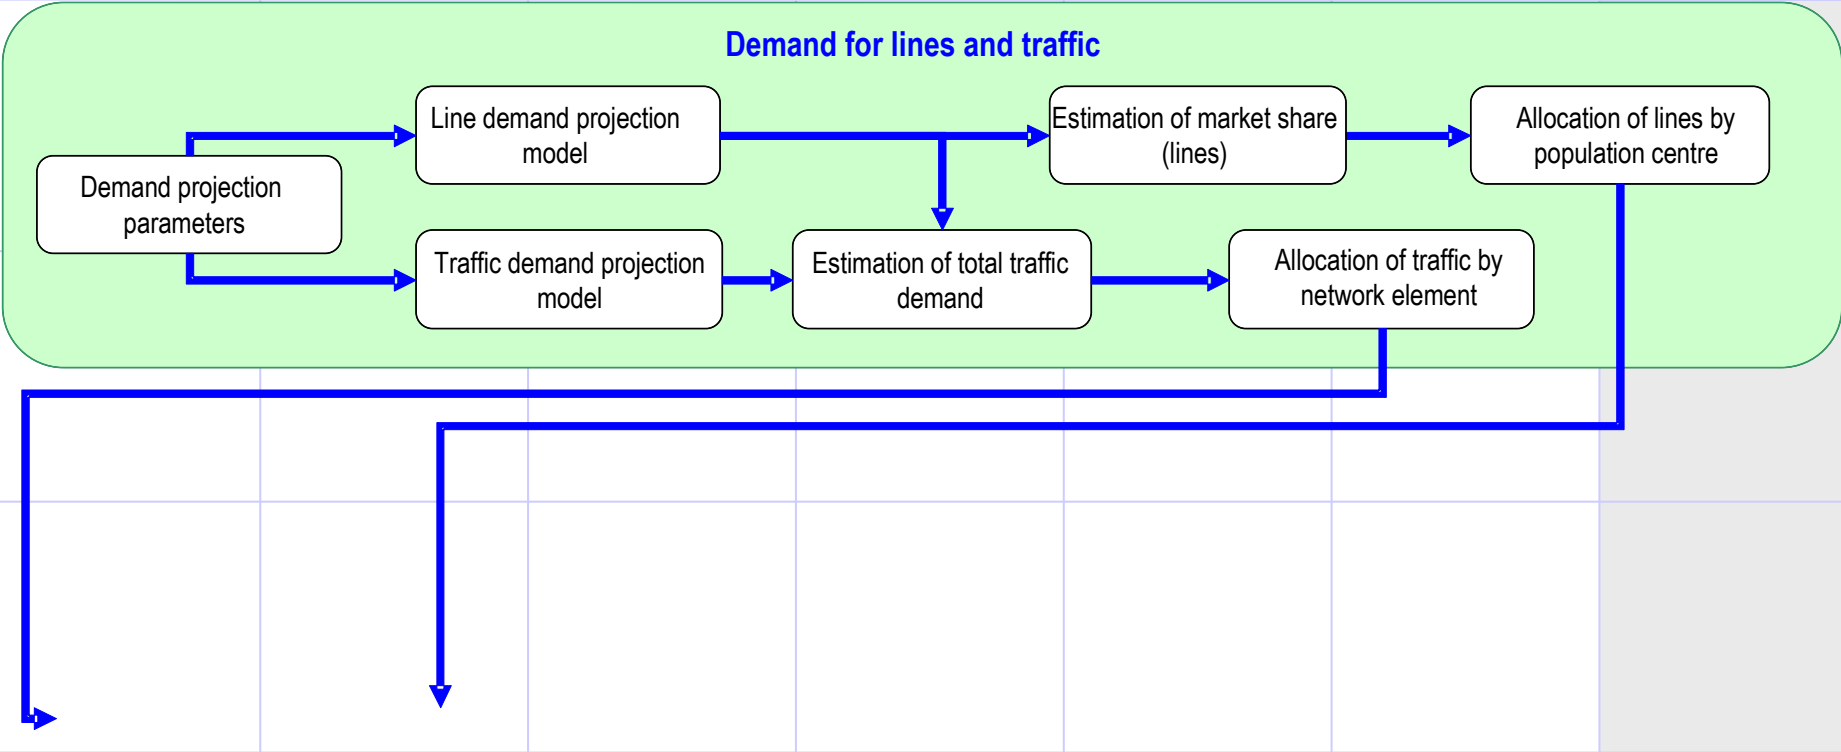 Demand for lines and traffic
Line demand projection
model
Estimation of market share
(lines)
Allocation of lines by
population centre
Demand projection
parameters
Traffic demand projection
model
Estimation of total traffic
demand
Allocation of traffic by
network element